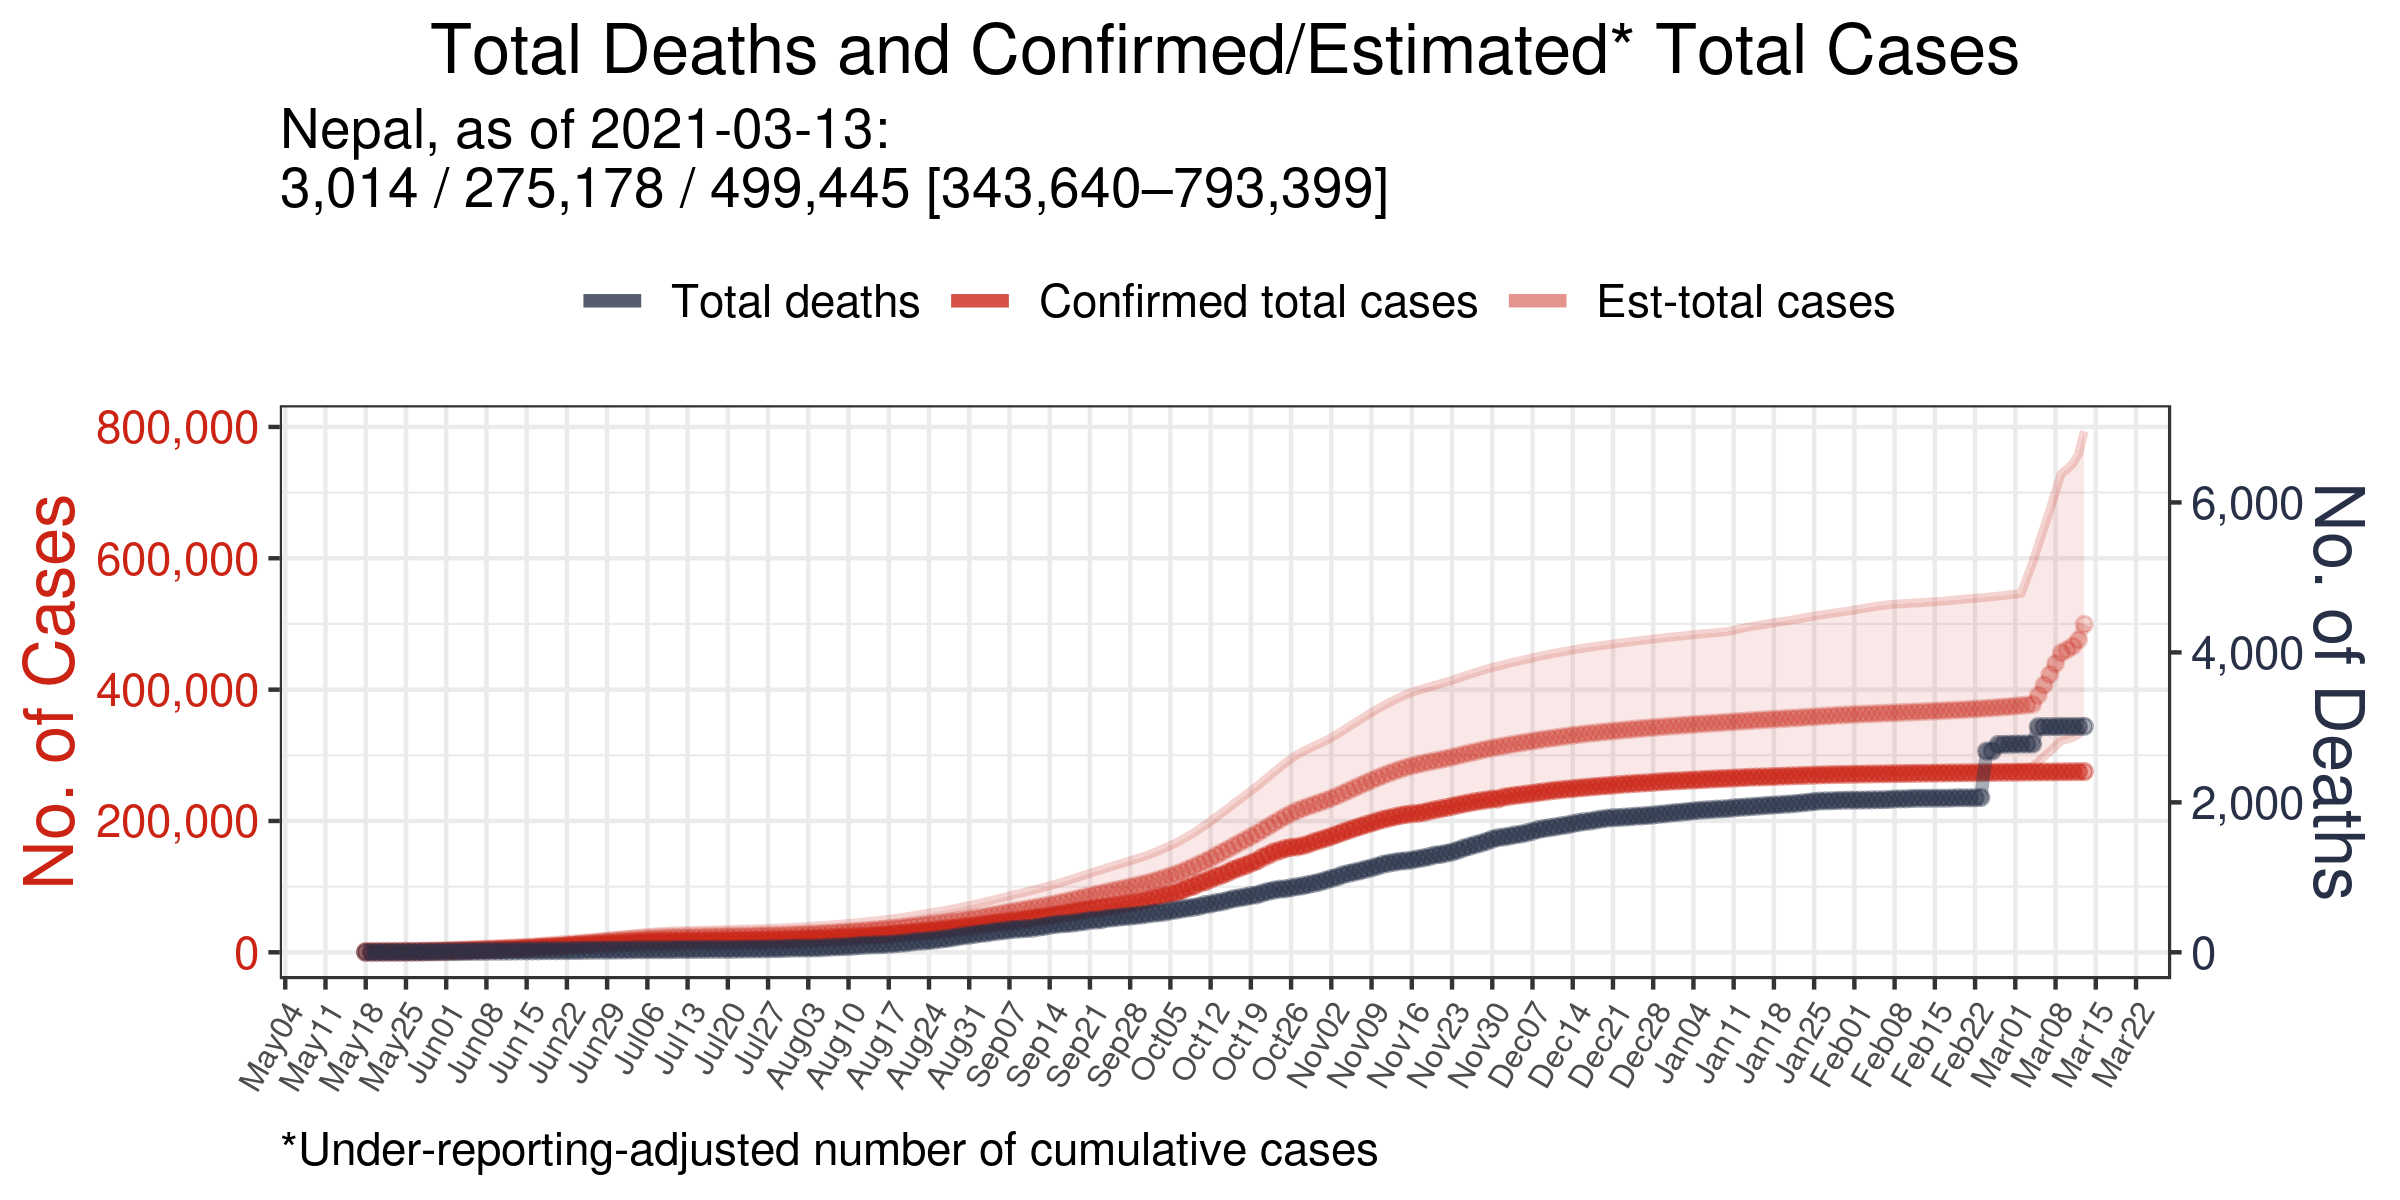 Total Deaths and Confirmed/Estimated* Total Cases
Nepal, as of 2021-03-13:
3,014 / 275,178 / 499,445 [343,640–793,399]
Total deaths Confirmed total cases Est-total cases
No. of Cases
800,000
600,000
400,000
200,000
0
6,000
4,000
2,000
0
No. of Deaths
May04 May11 May18 May25 Jun01 Jun08 Jun15 Jun22 Jun29 Jul06 Jul13 Jul20 Jul27 Aug03 Aug10 Aug17 Aug24 Aug31 Sep07 Sep14 Sep21 Sep28 Oct05 Oct12 Oct19 Oct26 Nov02 Nov09 Nov16 Nov23 Nov30 Dec07 Dec14 Dec21 Dec28 Jan04 Jan11 Jan18 Jan25 Feb01 Feb08 Feb15 Feb22 Mar01 Mar08 Mar15 Mar22
*Under-reporting-adjusted number of cumulative cases